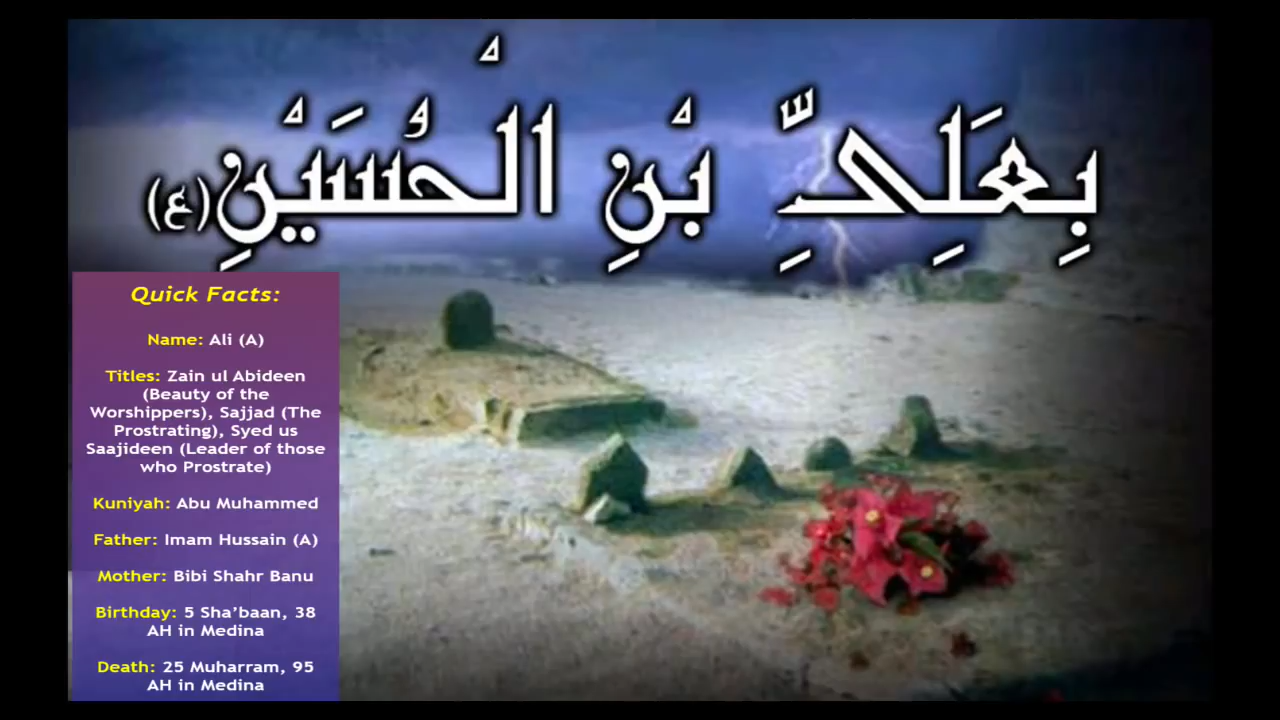 بِعَلِيِّ بْنِ الْحُسَيْنِ (ع)
Quick Facts:
Name: Ali (A)
Titles: Zain ul Abideen
(Beauty of the
Worshippers), Sajjad (The
Prostrating), Syed us
Saajideen (Leader of those
who Prostrate)
Kuniyah: Abu Muhammed
Father: Imam Hussain (A)
Mother: Bibi Shahr Banu
Birthday: 5 Sha’baan, 38
AH in Medina
Death: 25 Muharram, 95
AH in Medina